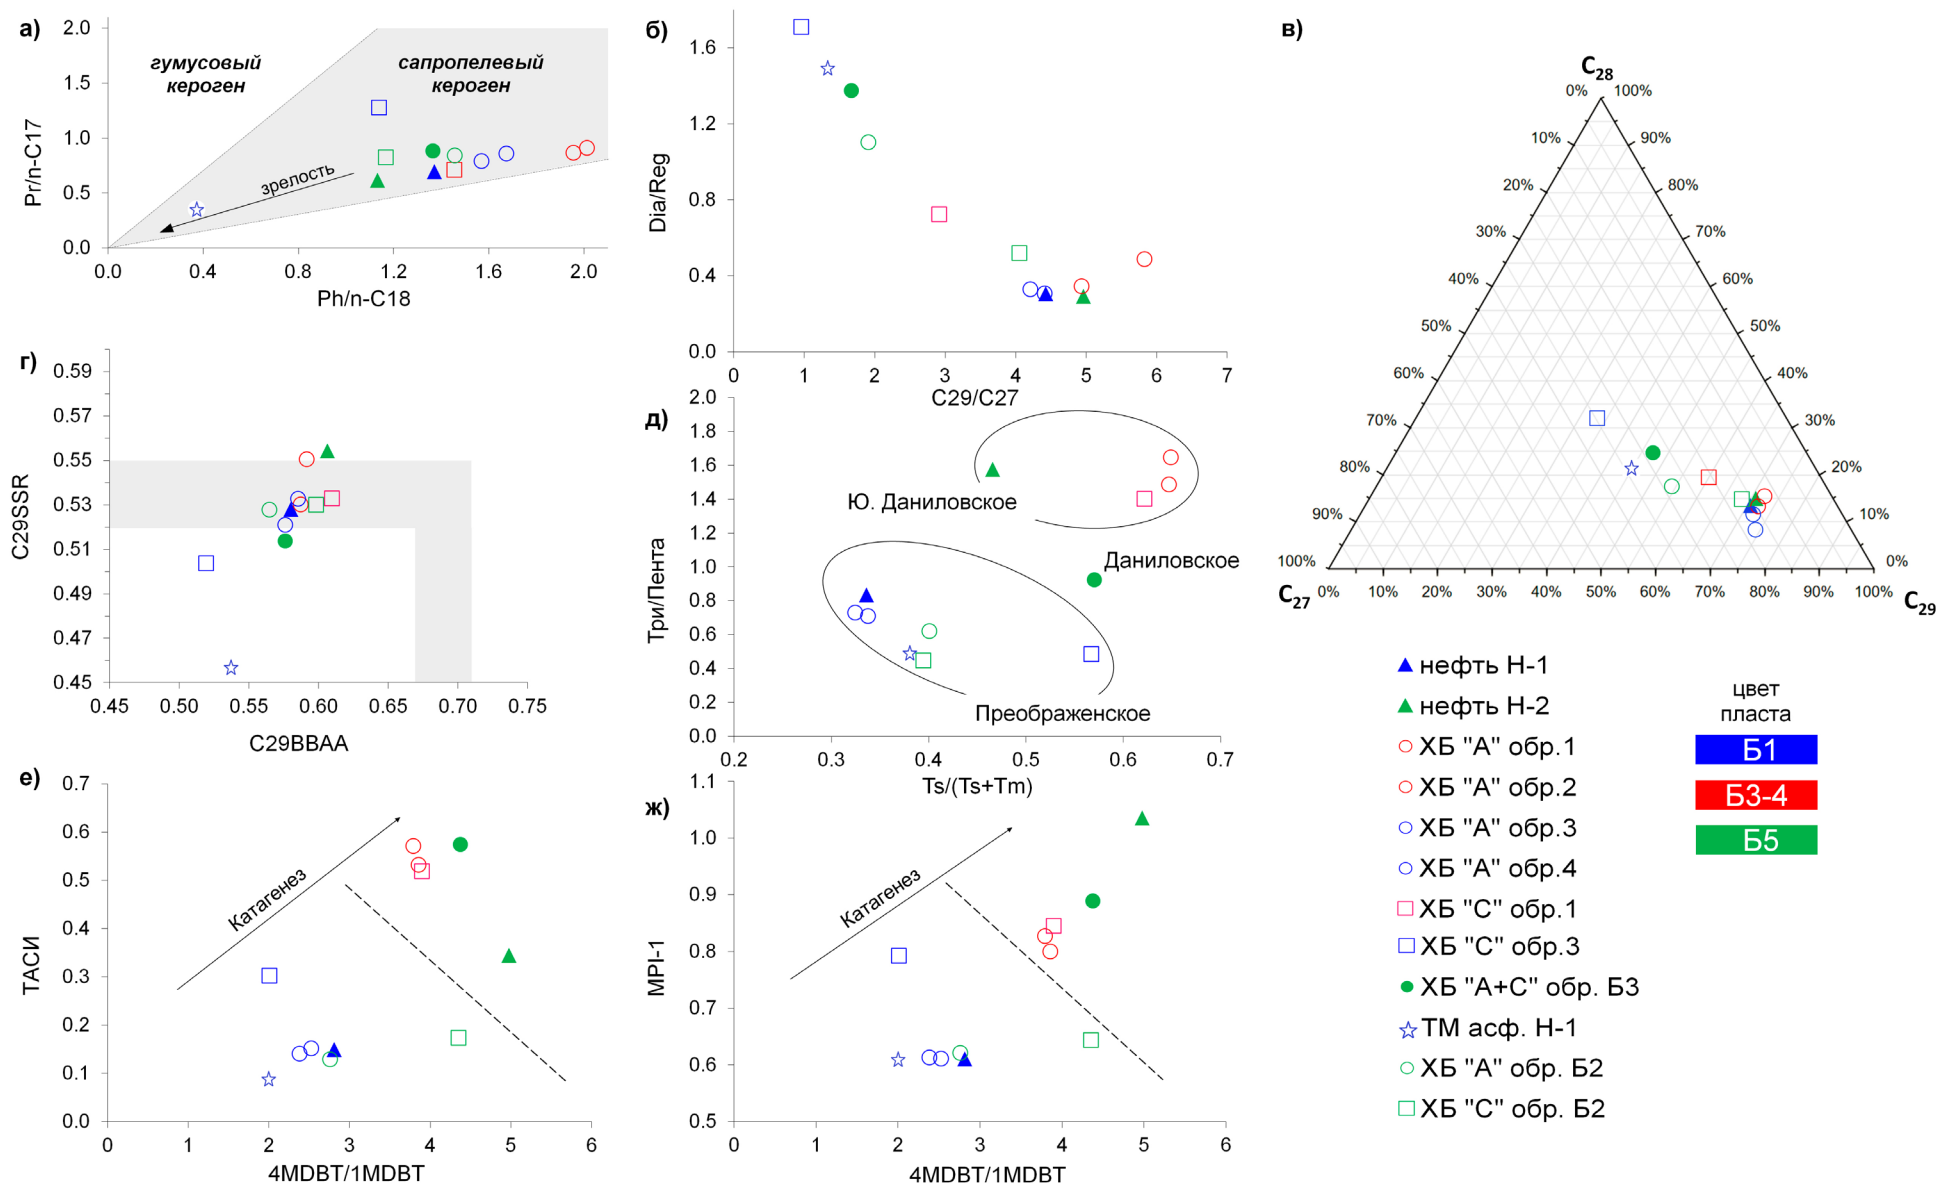 а)
2.0
1.5
1.0
0.5
0.0
Pr/n-C17
гумусовый
кероген
сапропелевый
кероген
зрелость
0.0 0.4 0.8 1.2 1.6 2.0
Ph/n-C18
б)
1.6
1.2
0.8
0.4
0.0
Dia/Reg
0 1 2 3 4 5 6 7
C29/C27
в)
C28
0% 100%
10% 90%
20% 80%
30% 70%
40% 60%
50% 50%
60% 40%
70% 30%
80% 20%
90% 10%
100% 0%
0% 10% 20% 30% 40% 50% 60% 70% 80% 90% 100%
C27 C29
г)
0.59
0.57
0.55
0.53
0.51
0.49
0.47
0.45
C29SSR
0.45 0.50 0.55 0.60 0.65 0.70 0.75
C29BBAA
д)
2.0
1.8
1.6
1.4
1.2
1.0
0.8
0.6
0.4
0.2
0.0
Три/Пента
Ю. Даниловское
Даниловское
Преображенское
0.2 0.3 0.4 0.5 0.6 0.7
Ts/(Ts+Tm)
е)
0.7
0.6
0.5
0.4
0.3
0.2
0.1
0.0
ТАСИ
Катагенез
0 1 2 3 4 5 6
4MDBT/1MDBT
ж)
1.1
1.0
0.9
0.8
0.7
0.6
0.5
MPI-1
Катагенез
0 1 2 3 4 5 6
4MDBT/1MDBT
нефть Н-1
нефть Н-2
ХБ "А" обр.1
ХБ "А" обр.2
ХБ "А" обр.3
ХБ "А" обр.4
ХБ "С" обр.1
ХБ "С" обр.3
ХБ "А+С" обр. Б3
ТМ асф. Н-1
ХБ "А" обр. Б2
ХБ "С" обр. Б2
цвет
пласта
Б1
Б3-4
Б5